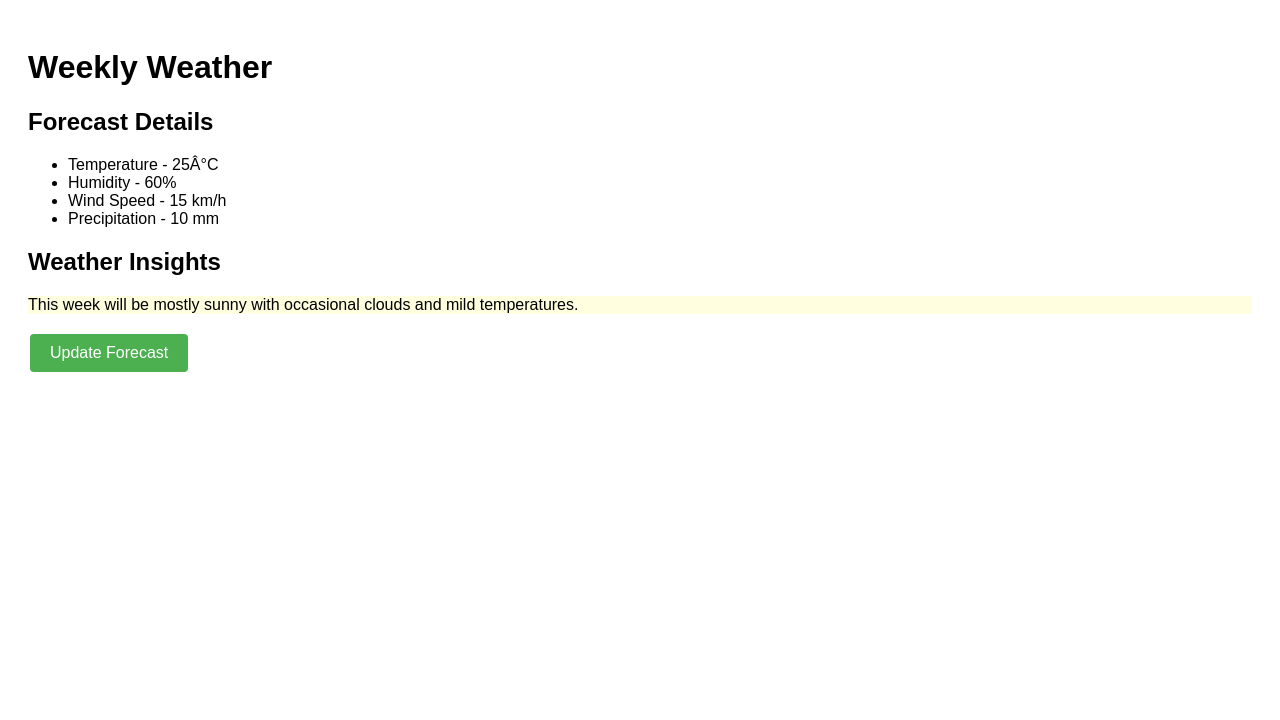 Weekly Weather
Forecast Details
Temperature - 25Â°C
Humidity - 60%
Wind Speed - 15 km/h
Precipitation - 10 mm
Weather Insights
This week will be mostly sunny with occasional clouds and mild temperatures.
Update Forecast